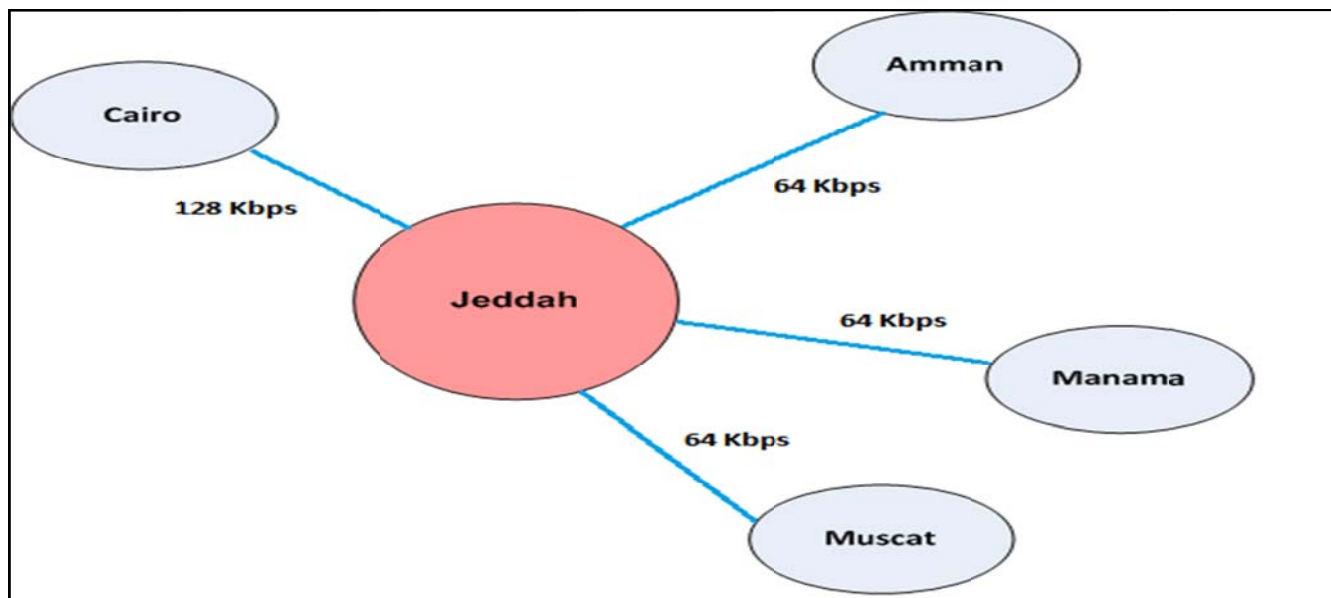 Amman
Cairo
64 Kbps
128 Kbps
Jeddah
64 Kbps
Manama
64 Kbps
Muscat